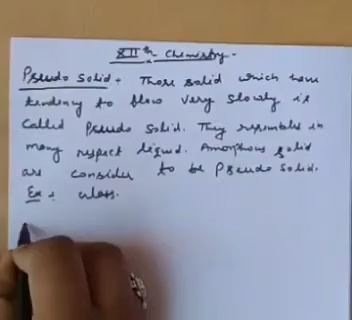 XII th Chemistry.
Pseudo Solid + Those solid which have
tendency to flow very slowly is
called Pseudo solid. They resembles in
many respect liquid. Amorphous solid
are consider to be Pseudo solid.
Ex : Glass.